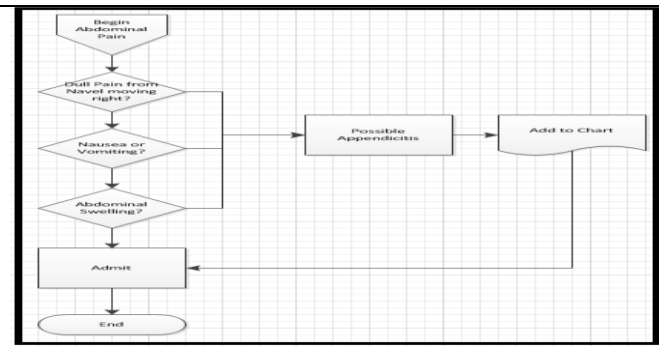 Begin
Abdominal
Pain
Dull Pain from
Navel moving
right?
Nausea or
Vomiting?
Abdominal
Swelling?
Admit
End
Possible
Appendicitis
Add to Chart